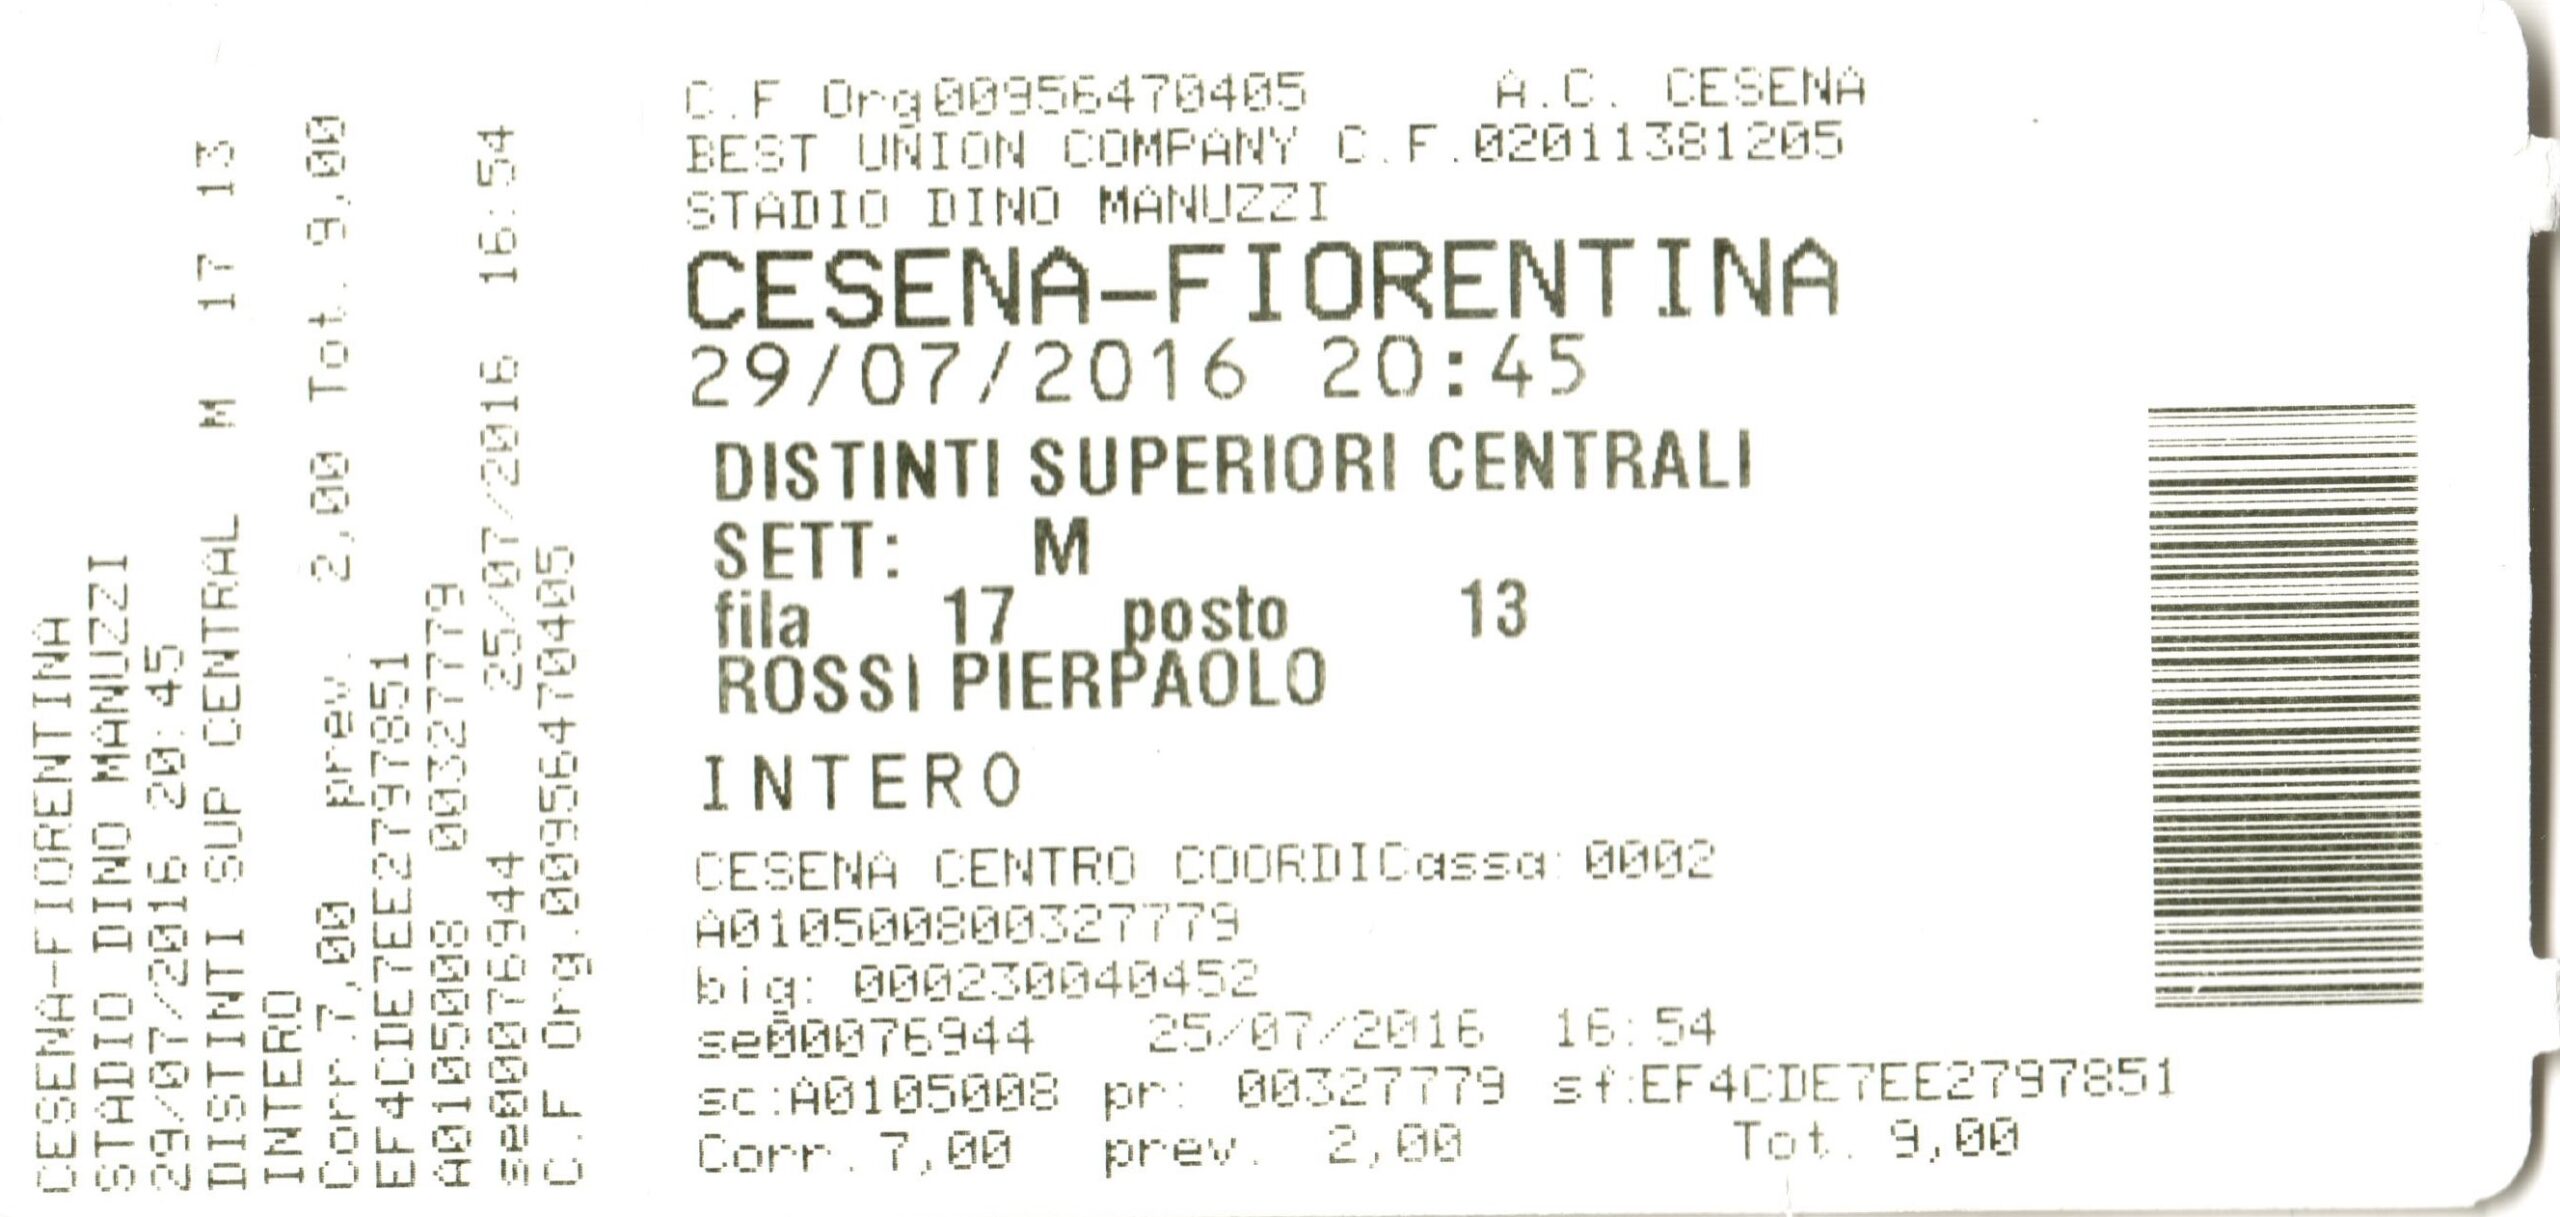 CESENA-FIORENTINA
STADIO DINO MANUZZI
29/07/2016 20:45
DISTINTI SUP CENTRAL M 17 13
INTERO
Corr.7,00 prev. 2,00 Tot. 9,00
EF4CDE7EE2797851
A0105008 00327779
se00076944 25/07/2016 16:54
C.F Org.00956470405
C.F Org00956470405 A.C. CESENA
BEST UNION COMPANY C.F.02011381205
STADIO DINO MANUZZI
CESENA-FIORENTINA
29/07/2016 20:45
DISTINTI SUPERIORI CENTRALI
SETT: M
fila 17 posto 13
ROSSI PIERPAOLO
INTERO
CESENA CENTRO COORDICassa:0002
A010500800327779
big: 000230040452
se00076944 25/07/2016 16:54
sc:A0105008 pr: 00327779 sf:EF4CDE7EE2797851
Corr.7,00 prev. 2,00 Tot. 9,00